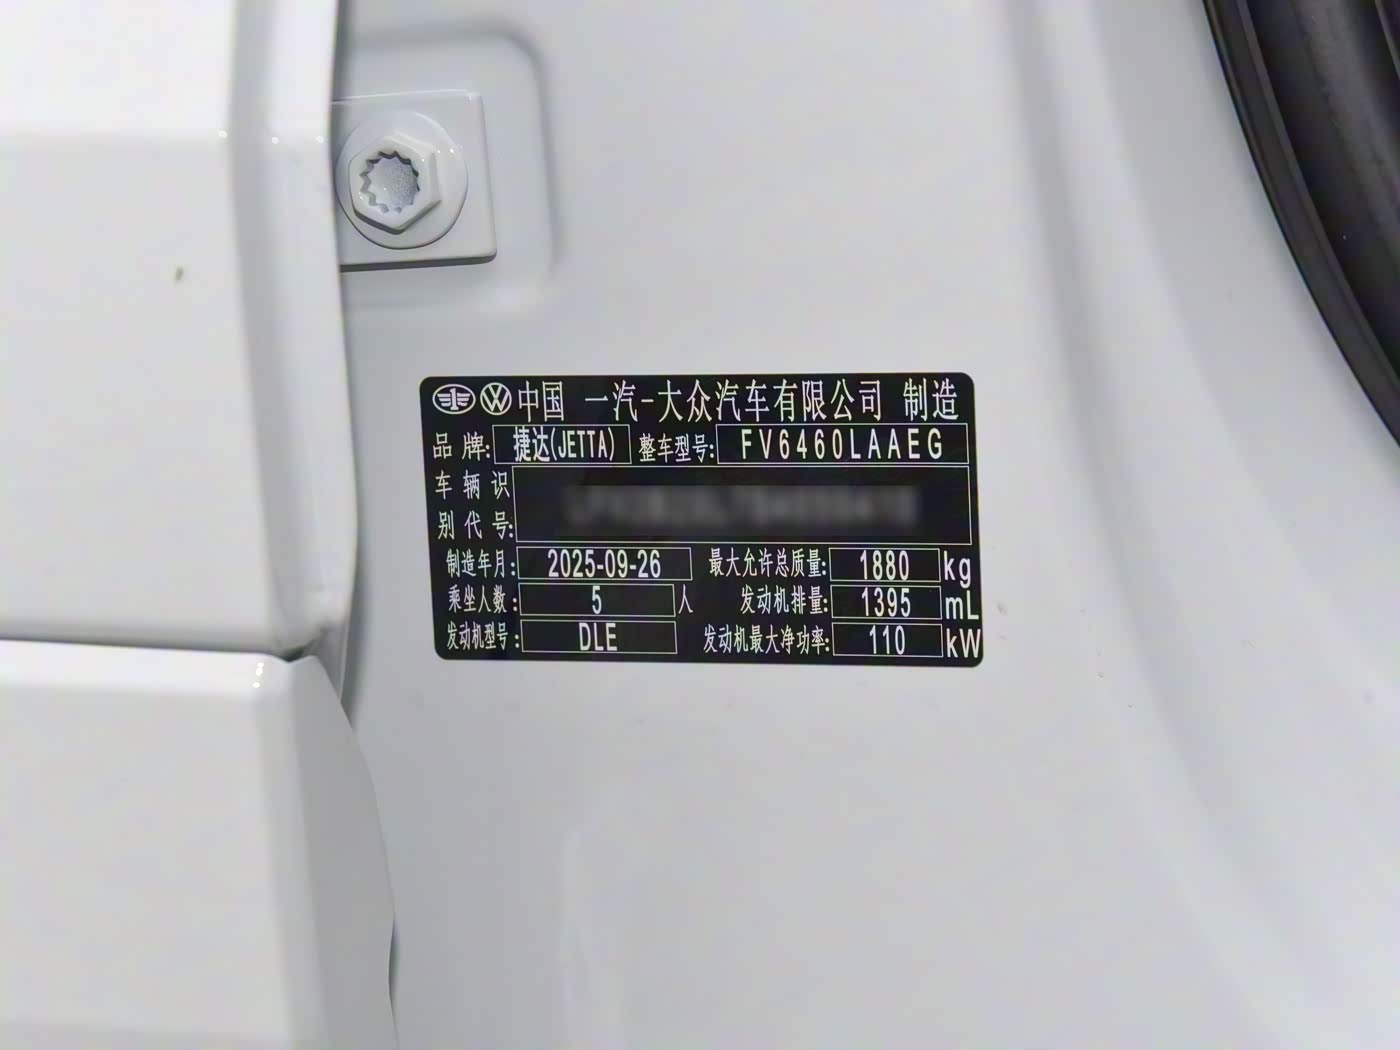 中国 一汽-大众汽车有限公司 制造
品牌: 捷达(JETTA) 整车型号: FV6460LAAEG
车辆识
别代号:
制造年月: 2025-09-26 最大允许总质量: 1880 kg
乘坐人数: 5 人 发动机排量: 1395 mL
发动机型号: DLE 发动机最大净功率: 110 kW